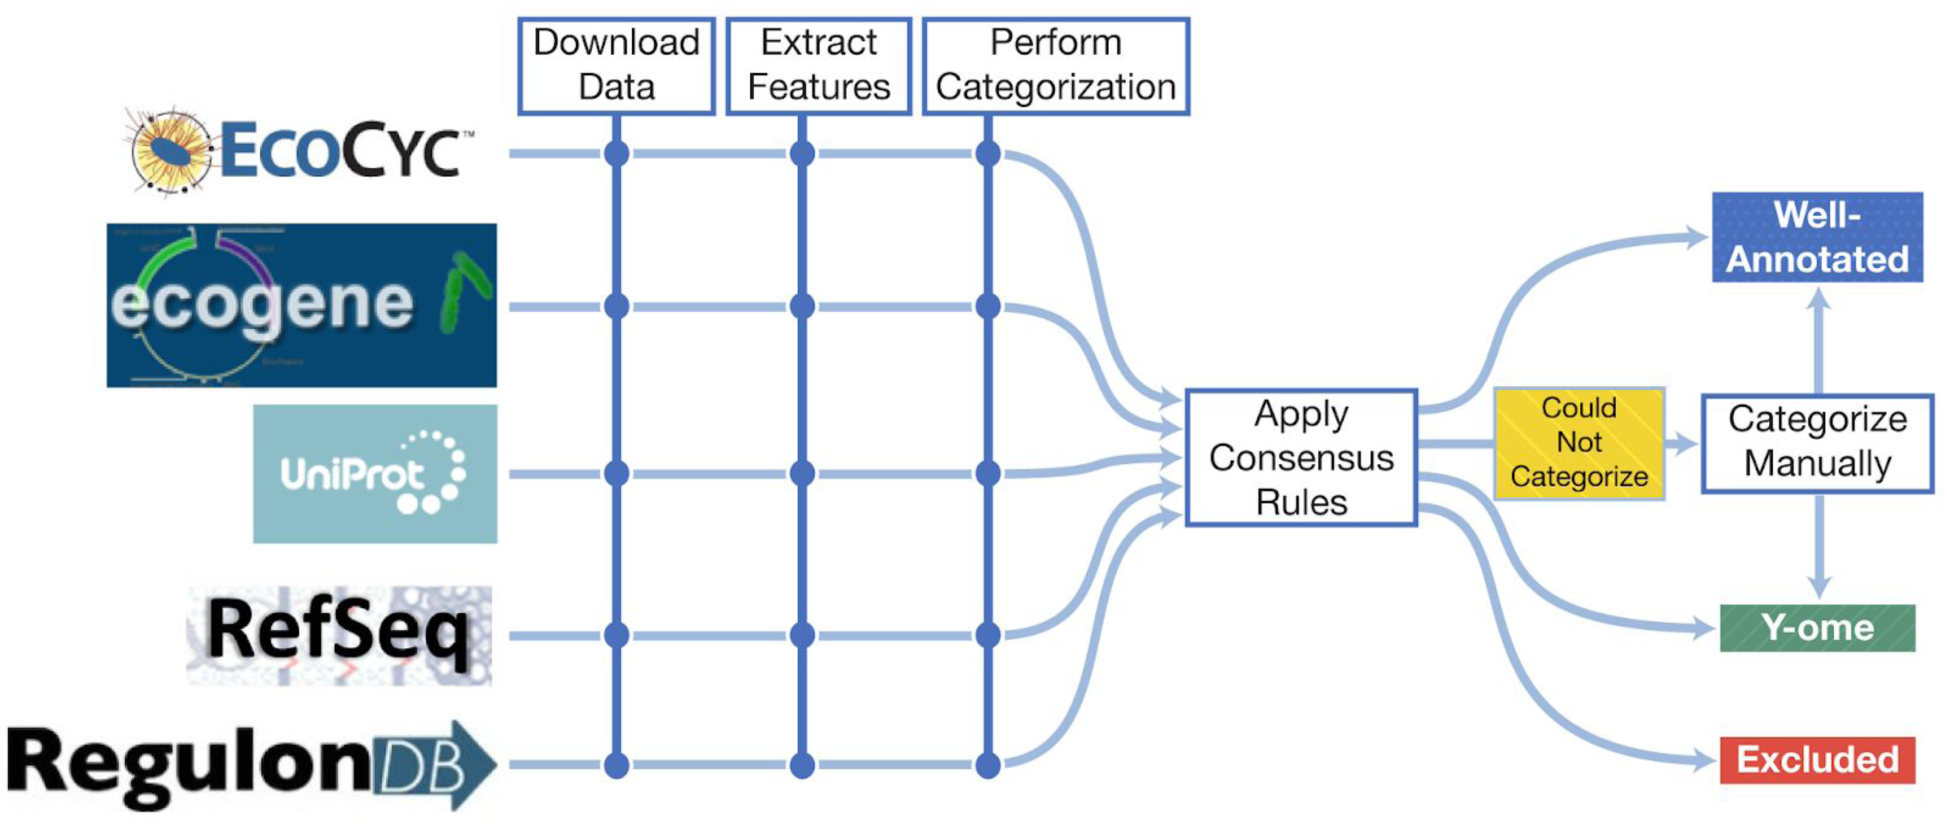 Download
Data
Extract
Features
Perform
Categorization
EcoCyc™
ecogene
UniProt
RefSeq
RegulonDB
Apply
Consensus
Rules
Could
Not
Categorize
Categorize
Manually
Well-
Annotated
Y-ome
Excluded